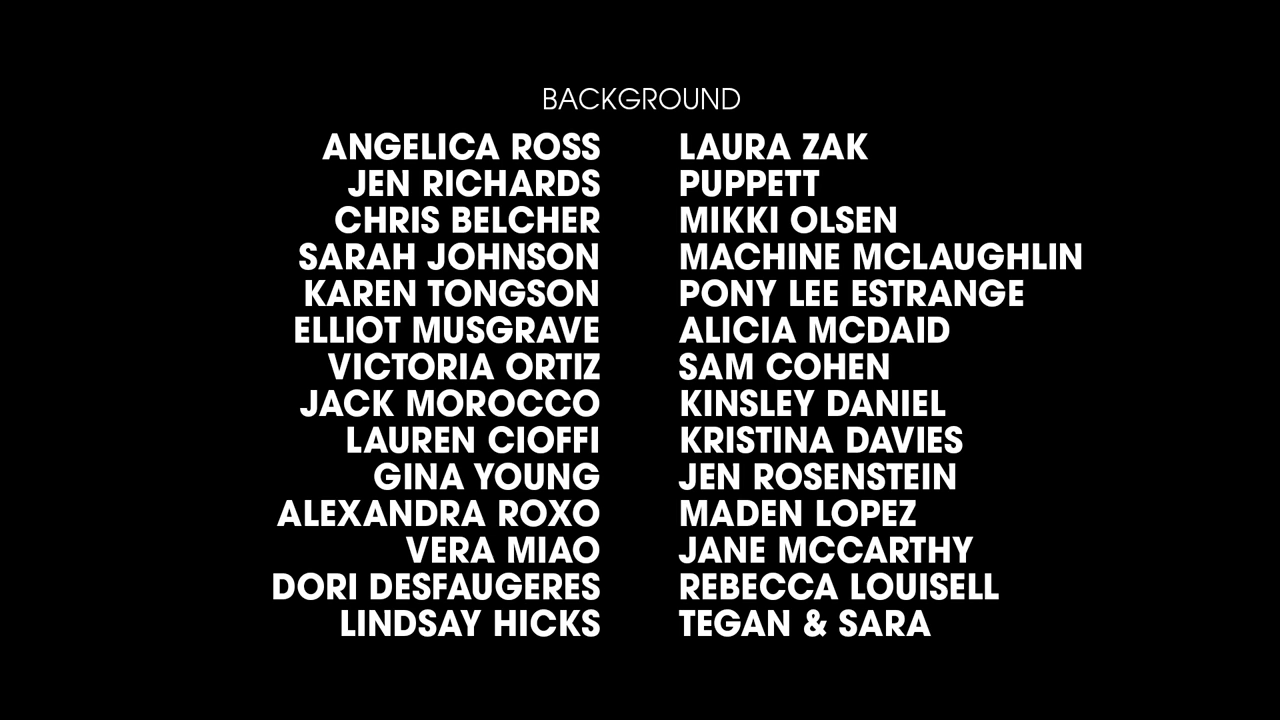 BACKGROUND
ANGELICA ROSS LAURA ZAK
JEN RICHARDS PUPPETT
CHRIS BELCHER MIKKI OLSEN
SARAH JOHNSON MACHINE MCLAUGHLIN
KAREN TONGSON PONY LEE ESTRANGE
ELLIOT MUSGRAVE ALICIA MCDAID
VICTORIA ORTIZ SAM COHEN
JACK MOROCCO KINSLEY DANIEL
LAUREN CIOFFI KRISTINA DAVIES
GINA YOUNG JEN ROSENSTEIN
ALEXANDRA ROXO MADEN LOPEZ
VERA MIAO JANE MCCARTHY
DORI DESFAUGERES REBECCA LOUISELL
LINDSAY HICKS TEGAN & SARA